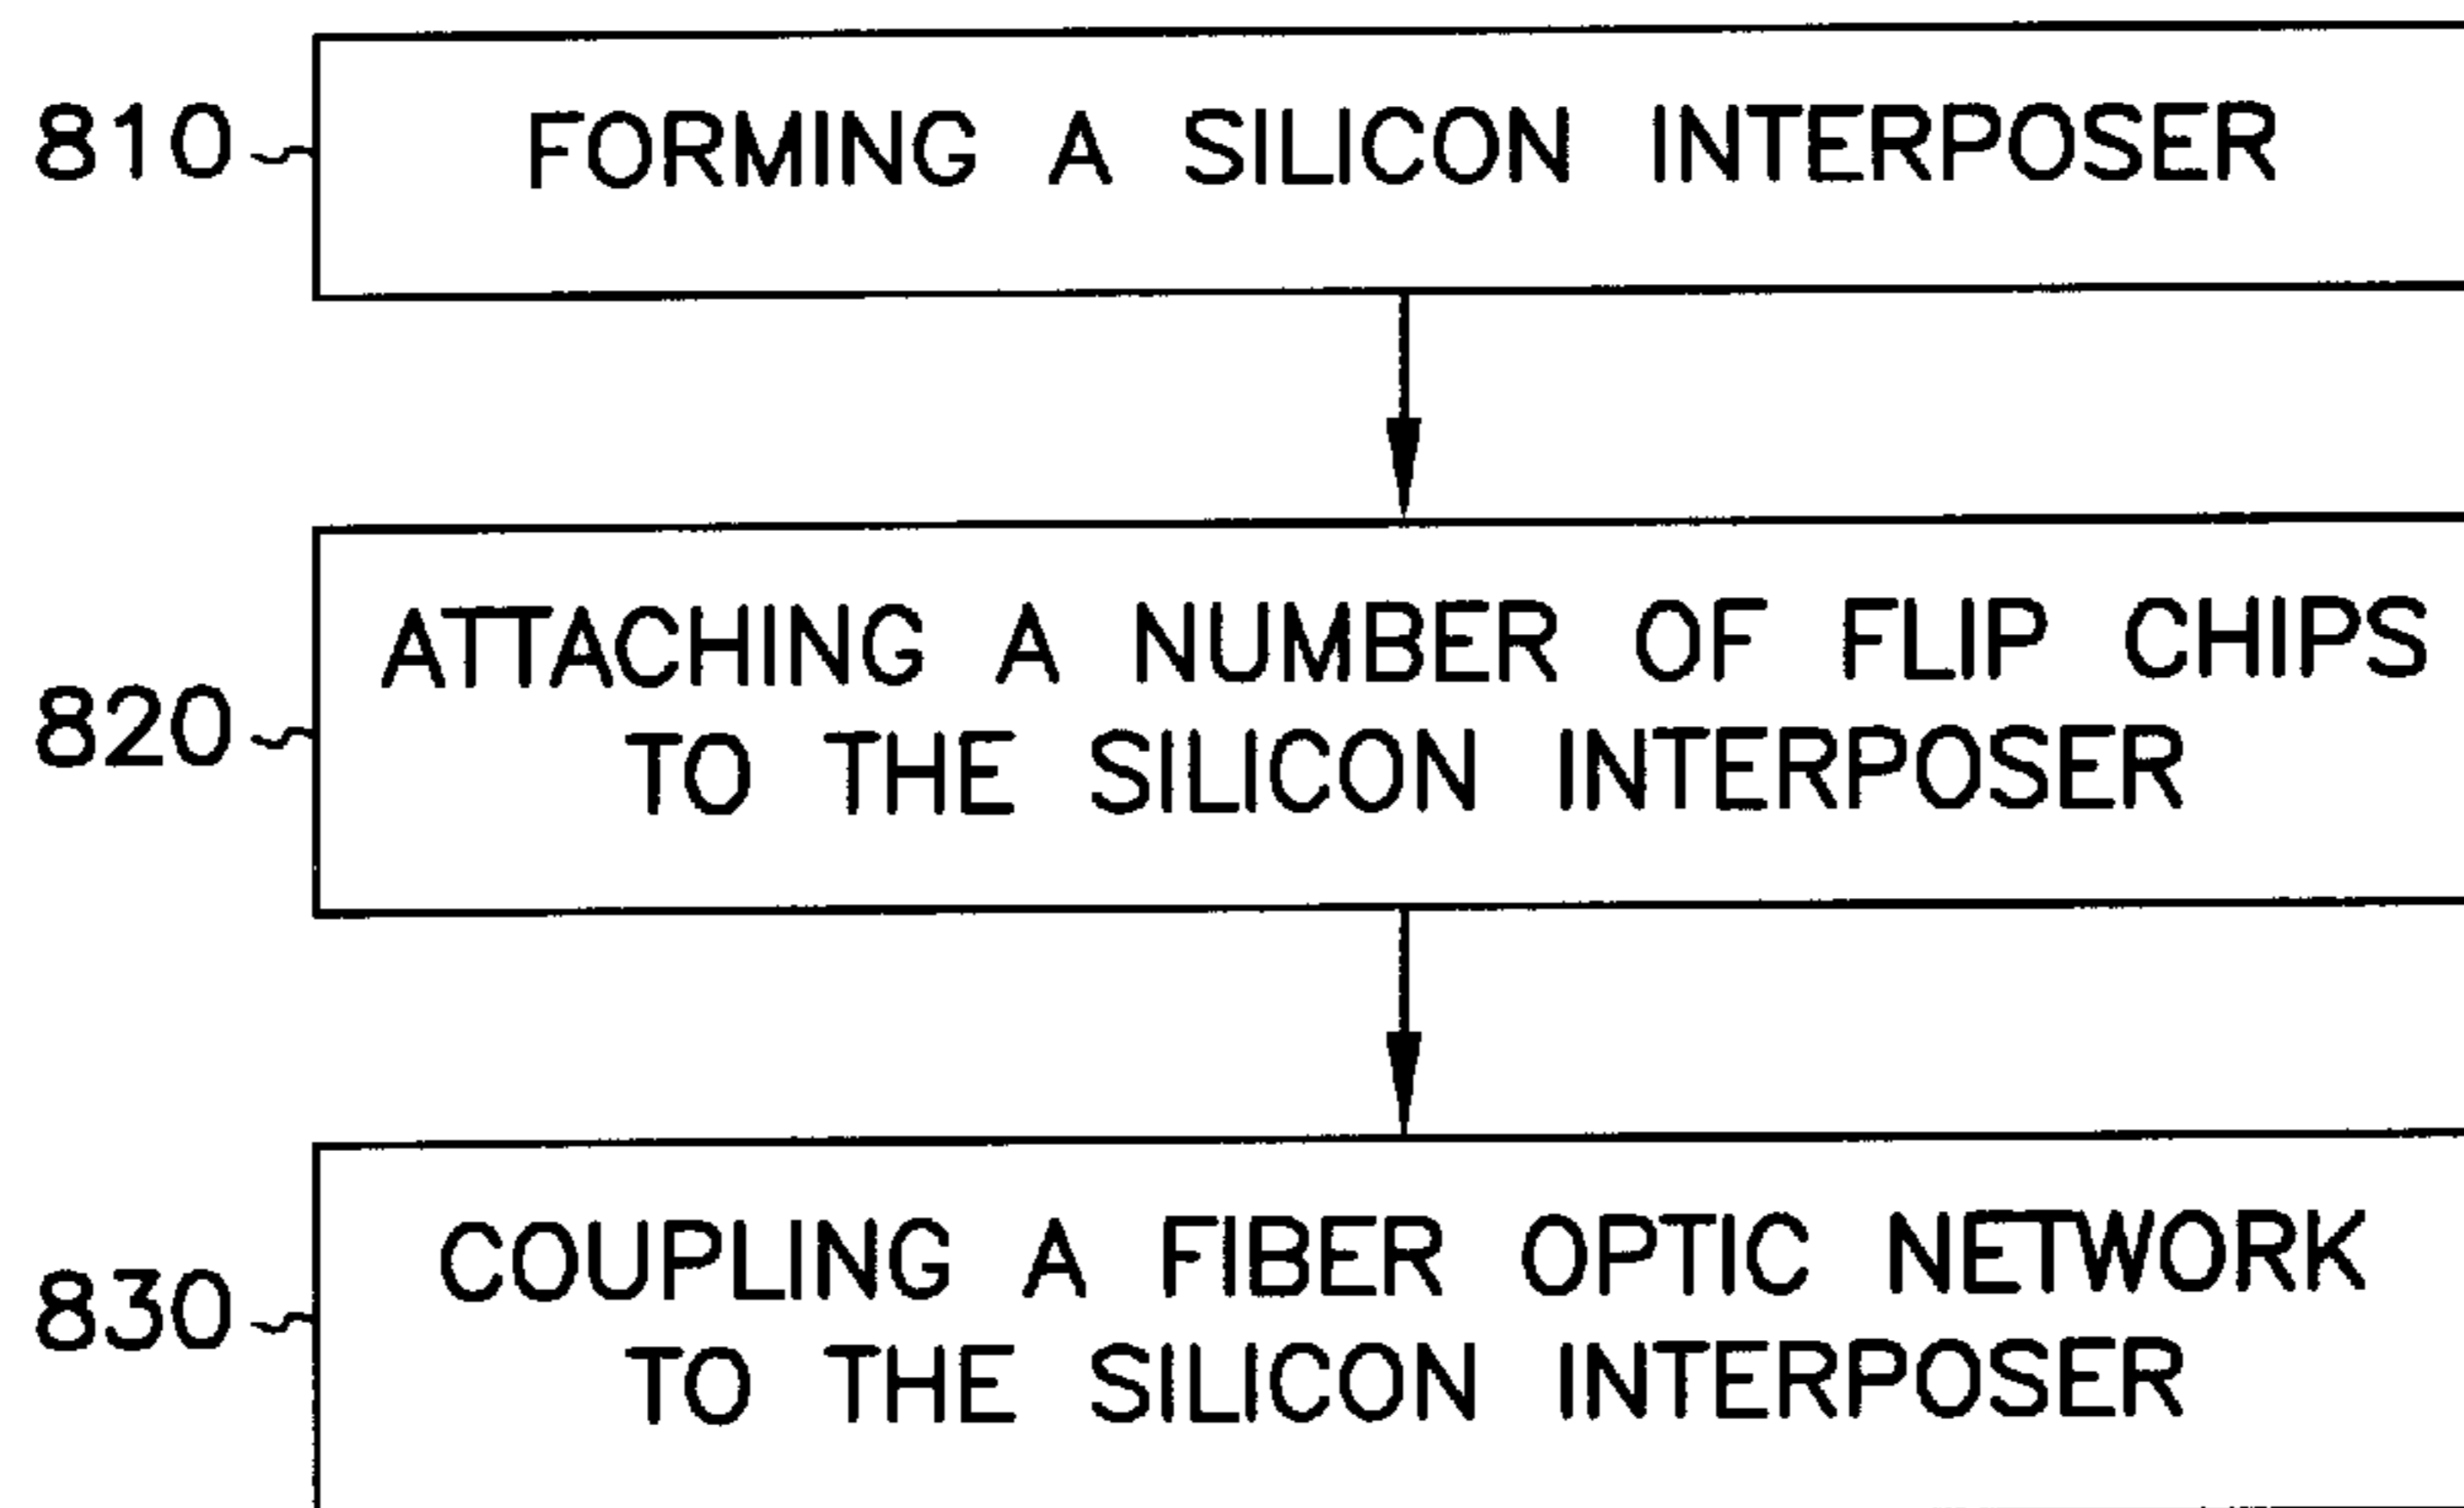 810
FORMING A SILICON INTERPOSER
820
ATTACHING A NUMBER OF FLIP CHIPS
TO THE SILICON INTERPOSER
830
COUPLING A FIBER OPTIC NETWORK
TO THE SILICON INTERPOSER